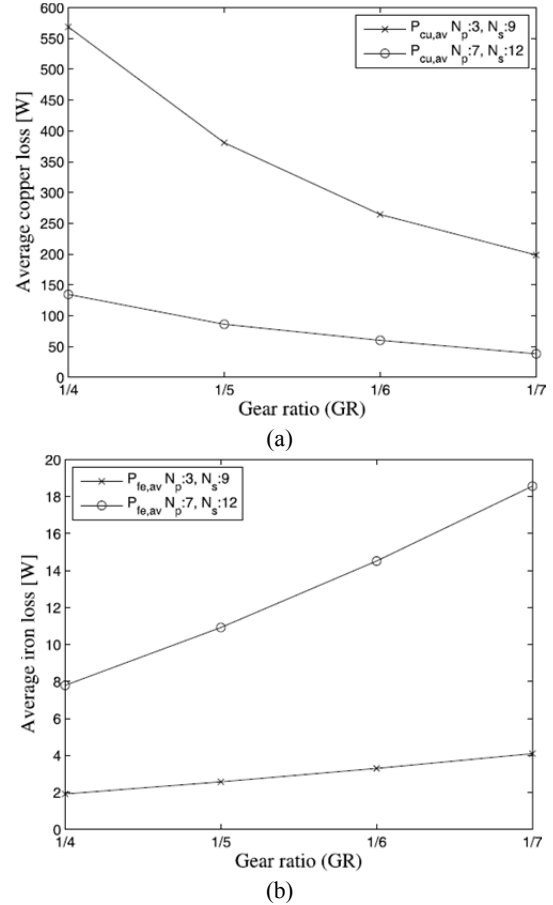 600
550
500
450
400
350
300
250
200
150
100
50
0
Average copper loss [W]
P_cu,av N_p:3, N_s:9
P_cu,av N_p:7, N_s:12
1/4 1/5 1/6 1/7
Gear ratio (GR)
(a)
20
18
16
14
12
10
8
6
4
2
0
Average iron loss [W]
P_fe,av N_p:3, N_s:9
P_fe,av N_p:7, N_s:12
1/4 1/5 1/6 1/7
Gear ratio (GR)
(b)